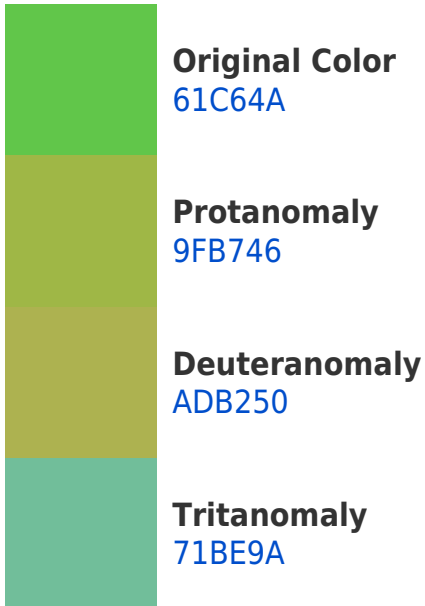 Original Color
61C64A
Protanomaly
9FB746
Deuteranomaly
ADB250
Tritanomaly
71BE9A